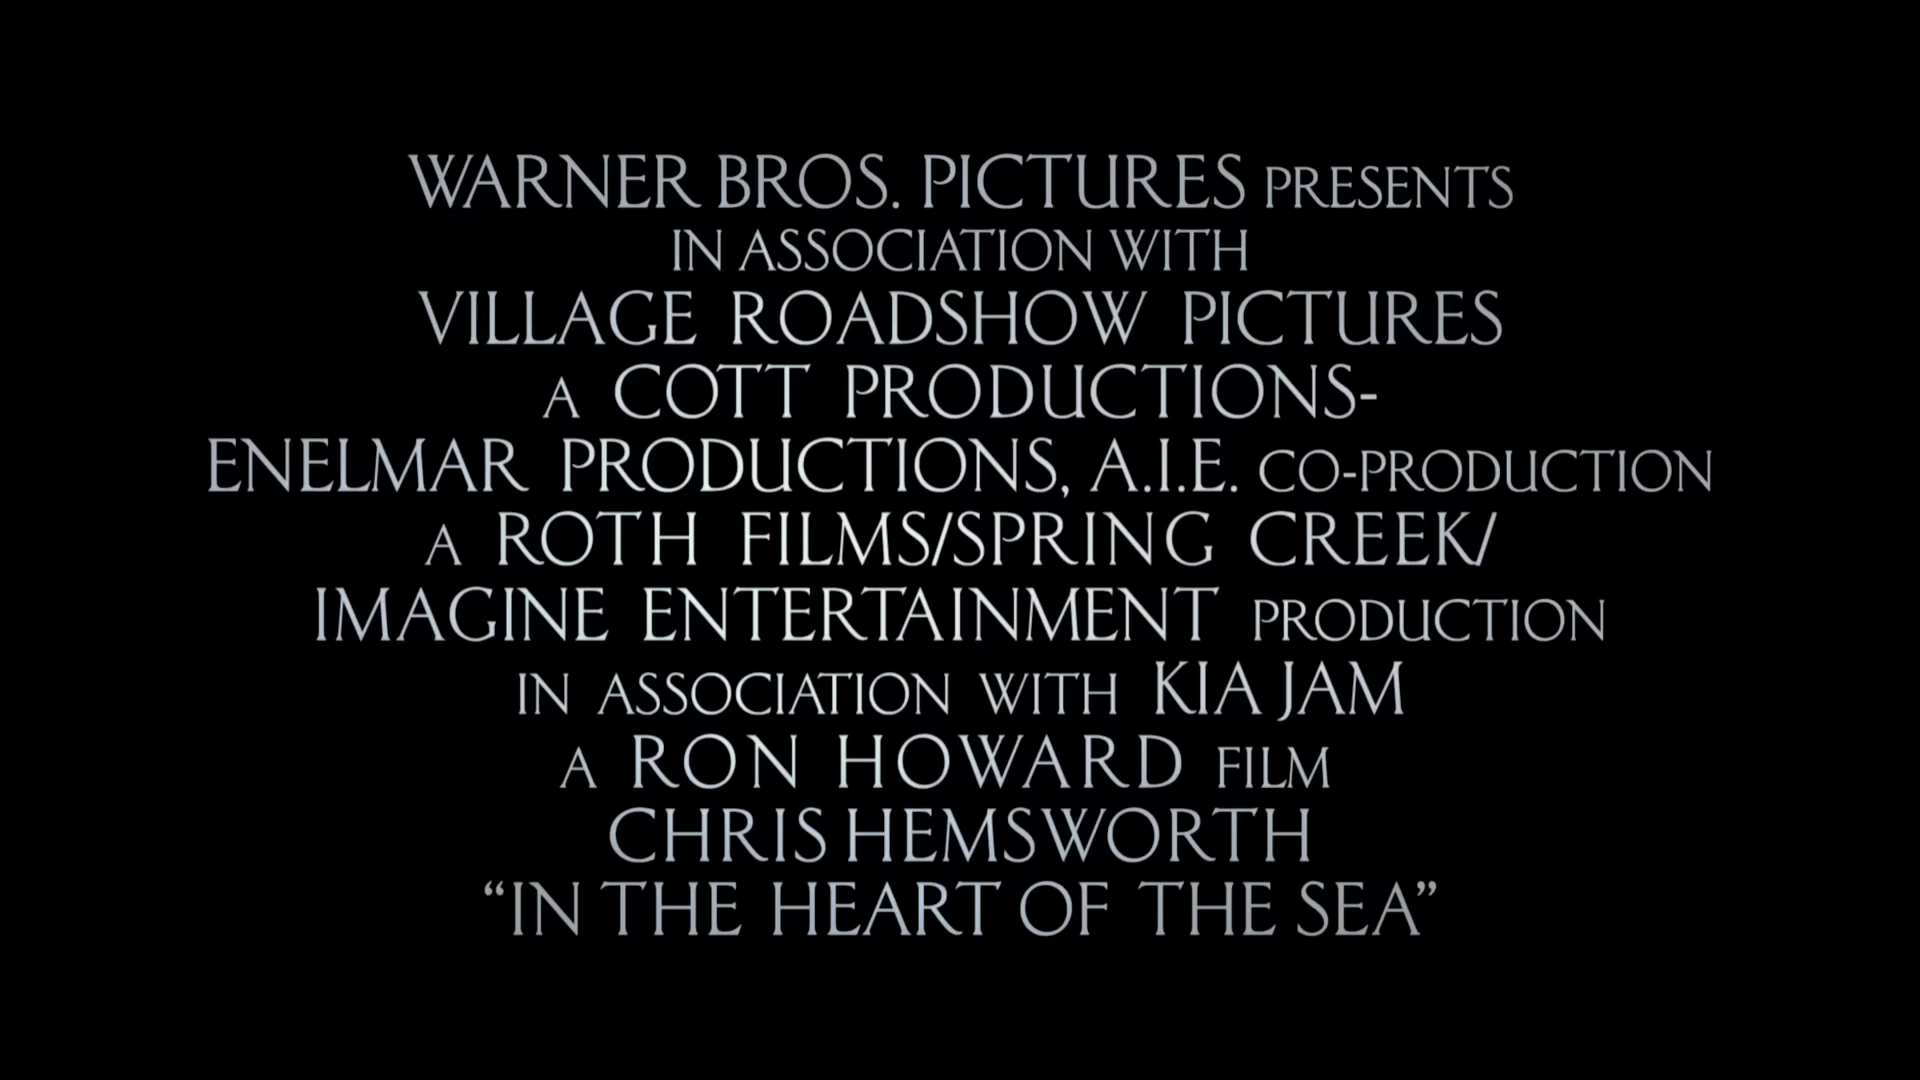 WARNER BROS. PICTURES PRESENTS
IN ASSOCIATION WITH
VILLAGE ROADSHOW PICTURES
A COTT PRODUCTIONS-
ENELMAR PRODUCTIONS, A.I.E. CO-PRODUCTION
A ROTH FILMS/SPRING CREEK/
IMAGINE ENTERTAINMENT PRODUCTION
IN ASSOCIATION WITH KIA JAM
A RON HOWARD FILM
CHRIS HEMSWORTH
“IN THE HEART OF THE SEA”